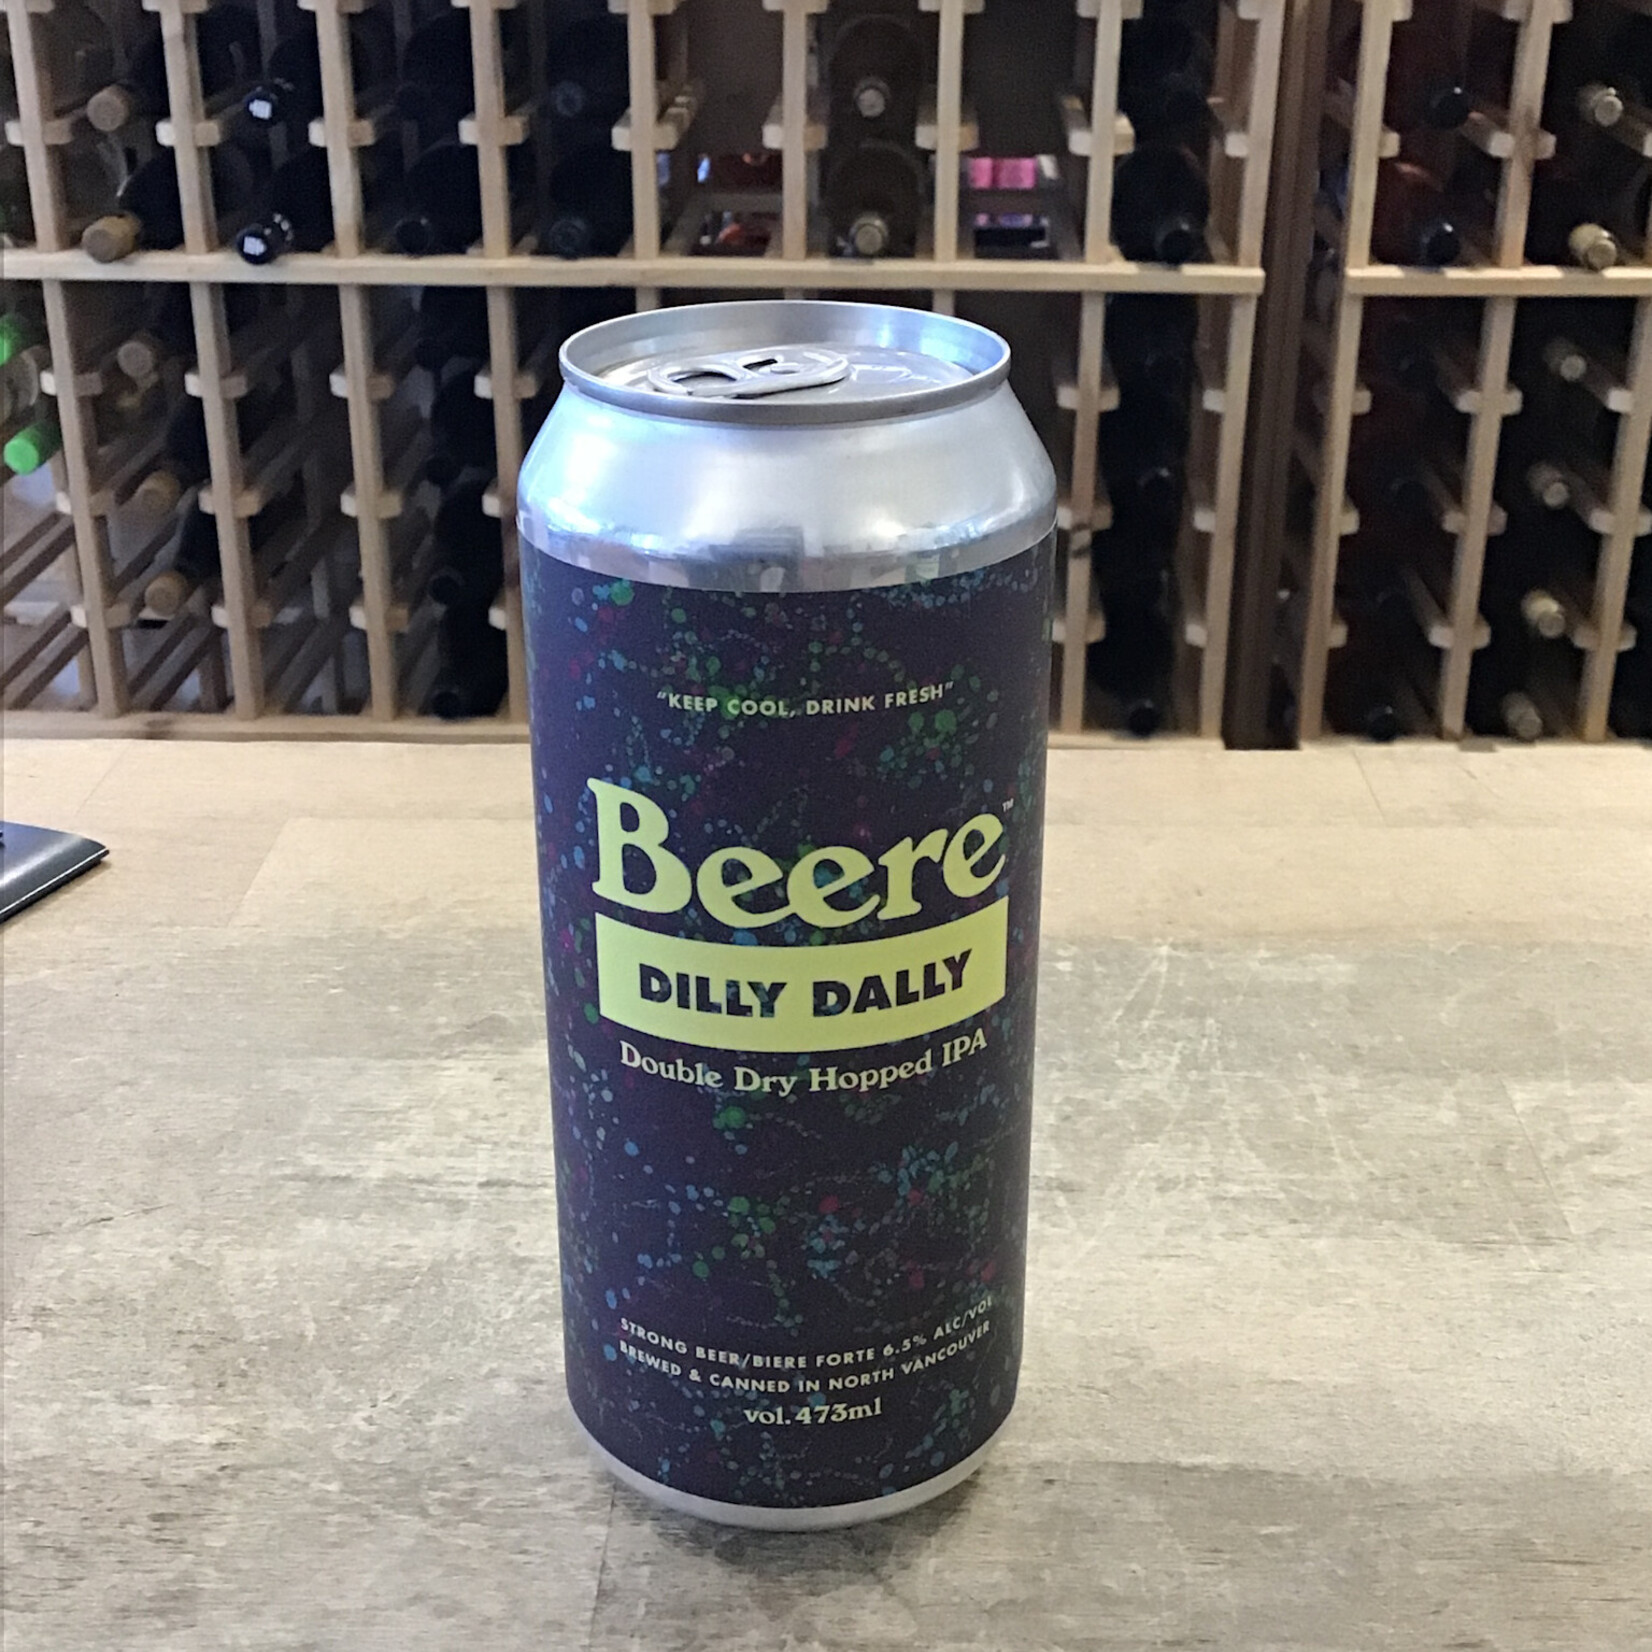 "KEEP COOL, DRINK FRESH"
Beere™
DILLY DALLY
Double Dry Hopped IPA
STRONG BEER/BIERE FORTE 6.5% ALC/VOL
BREWED & CANNED IN NORTH VANCOUVER
vol. 473ml